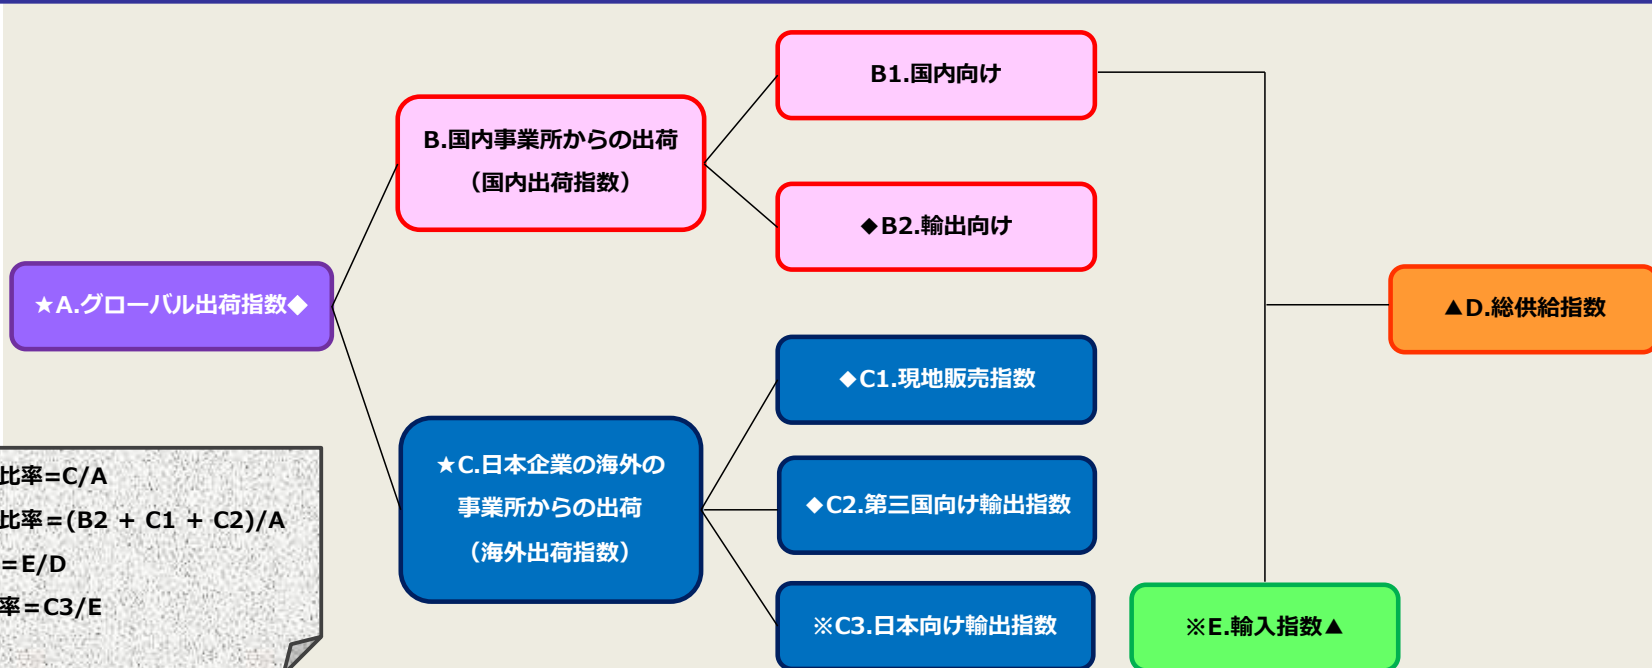 B1.国内向け
B.国内事業所からの出荷
（国内出荷指数）
◆B2.輸出向け
★A.グローバル出荷指数◆
▲D.総供給指数
◆C1.現地販売指数
★C.日本企業の海外の
事業所からの出荷
（海外出荷指数）
◆C2.第三国向け輸出指数
※C3.日本向け輸出指数
※E.輸入指数▲
比率=C/A
比率=(B2 + C1 + C2)/A
=E/D
率=C3/E